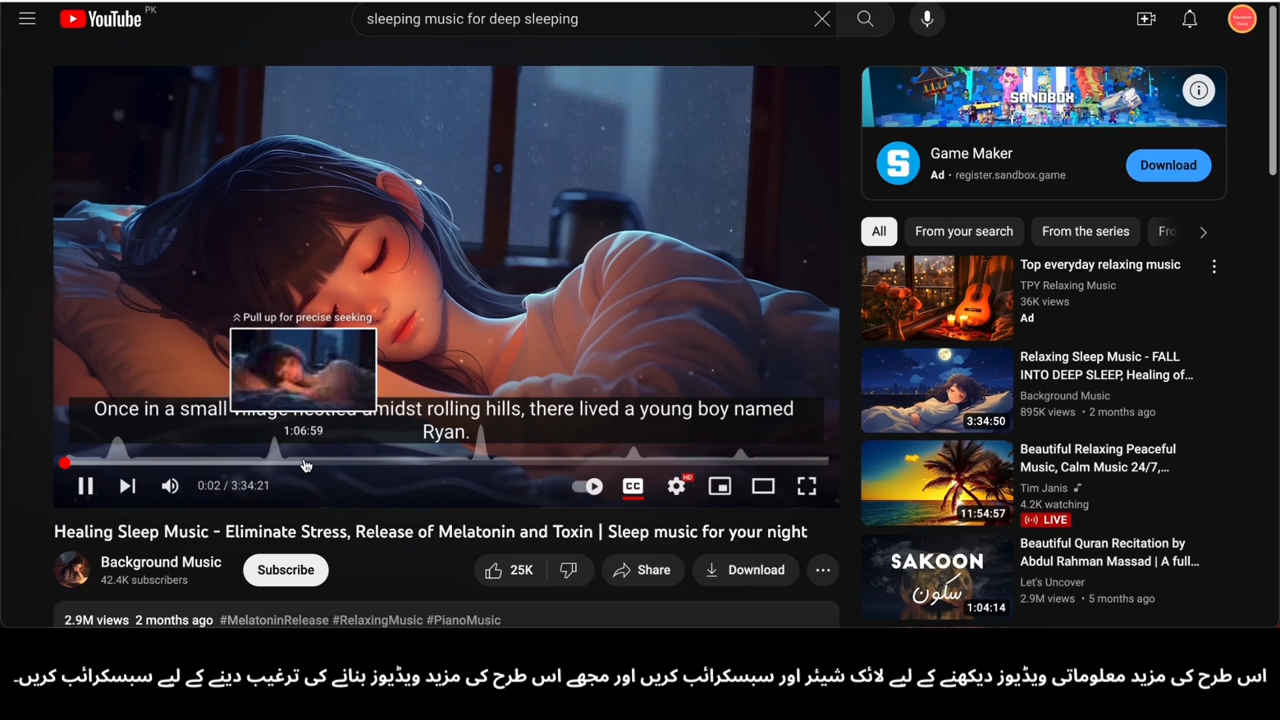 YouTube PK
sleeping music for deep sleeping
SANDBOX
Game Maker
Ad • register.sandbox.game
Download
All
From your search
From the series
Fro
Top everyday relaxing music
TPY Relaxing Music
36K views
Ad
Relaxing Sleep Music - FALL
INTO DEEP SLEEP, Healing of...
Background Music
895K views • 2 months ago
3:34:50
Beautiful Relaxing Peaceful
Music, Calm Music 24/7,...
Tim Janis
4.2K watching
LIVE
11:54:57
Beautiful Quran Recitation by
Abdul Rahman Massad | A full...
Let's Uncover
2.9M views • 5 months ago
SAKOON
سکون
1:04:14
Pull up for precise seeking
Once in a small village nestled amidst rolling hills, there lived a young boy named
Ryan.
1:06:59
0:02 / 3:34:21
CC
HD
Healing Sleep Music - Eliminate Stress, Release of Melatonin and Toxin | Sleep music for your night
Background Music
42.4K subscribers
Subscribe
25K
Share
Download
2.9M views 2 months ago #MelatoninRelease #RelaxingMusic #PianoMusic
اس طرح کی مزید معلوماتی ویڈیوز دیکھنے کے لیے لائک شیئر اور سبسکرائب کریں اور مجھے اس طرح کی مزید ویڈیوز بنانے کی ترغیب دینے کے لیے سبسکرائب کریں۔